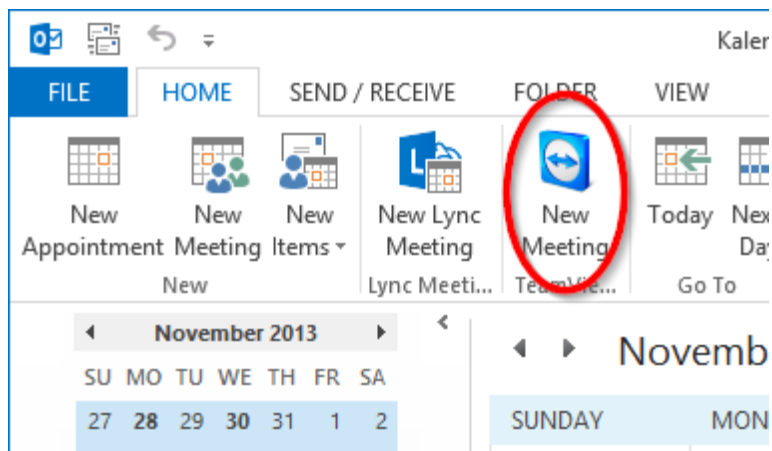 Kaler
FILE HOME SEND / RECEIVE FOLDER VIEW
New Appointment
New Meeting
New Items
New Lync Meeting
New Meeting
Today
Nex Da
New
Lync Meeti...
TeamVie...
Go To
November 2013
SU MO TU WE TH FR SA
27 28 29 30 31 1 2
Novemb
SUNDAY MON